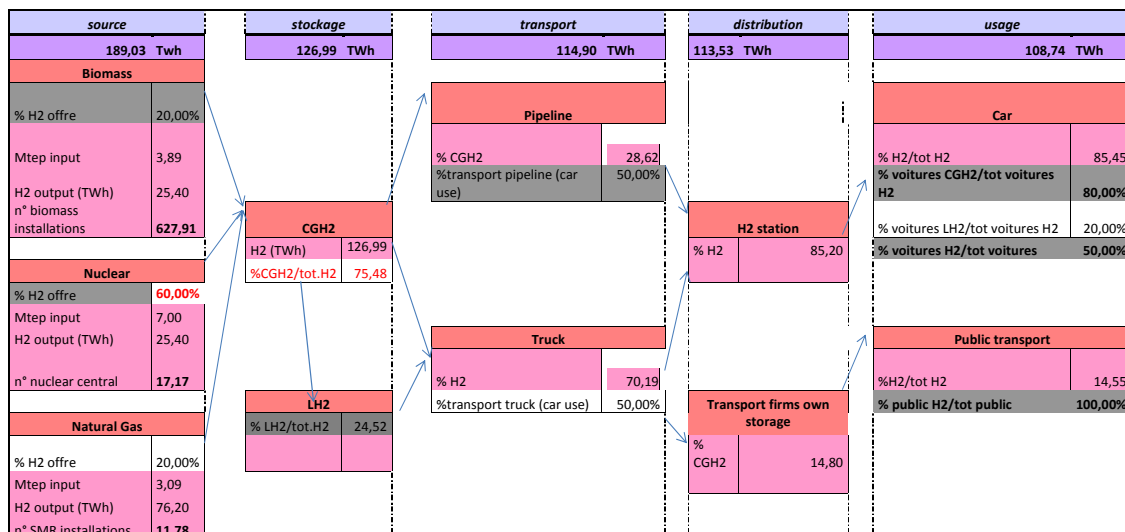 source
189,03 Twh
Biomass
% H2 offre 20,00%
Mtep input 3,89
H2 output (TWh) 25,40
n° biomass
installations 627,91
Nuclear
% H2 offre 60,00%
Mtep input 7,00
H2 output (TWh) 25,40
n° nuclear central 17,17
Natural Gas
% H2 offre 20,00%
Mtep input 3,09
H2 output (TWh) 76,20
n° SMR installations 11,78
stockage
126,99 TWh
CGH2
H2 (TWh) 126,99
%CGH2/tot.H2 75,48
LH2
% LH2/tot.H2 24,52
transport
114,90 TWh
Pipeline
% CGH2 28,62
%transport pipeline (car
use) 50,00%
Truck
% H2 70,19
%transport truck (car use) 50,00%
distribution
113,53 TWh
H2 station
% H2 85,20
Transport firms own
storage
%
CGH2 14,80
usage
108,74 TWh
Car
% H2/tot H2 85,45
% voitures CGH2/tot voitures
H2 80,00%
% voitures LH2/tot voitures H2 20,00%
% voitures H2/tot voitures 50,00%
Public transport
%H2/tot H2 14,55
% public H2/tot public 100,00%